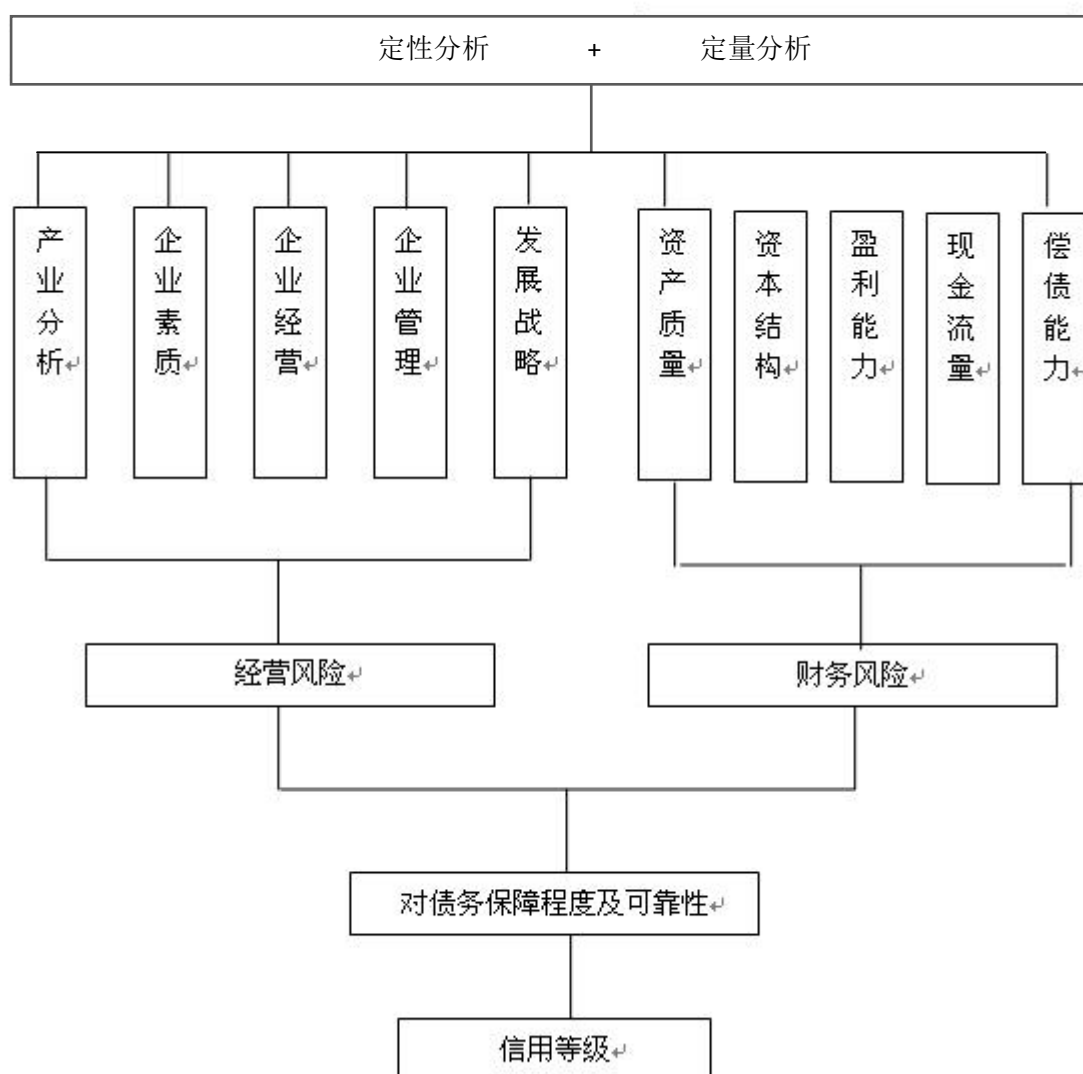 定性分析 + 定量分析
产业分析↵
企业素质↵
企业经营↵
企业管理↵
发展战略↵
资产质量↵
资本结构↵
盈利能力↵
现金流量↵
偿债能力↵
经营风险↵
财务风险↵
对债务保障程度及可靠性↵
信用等级↵